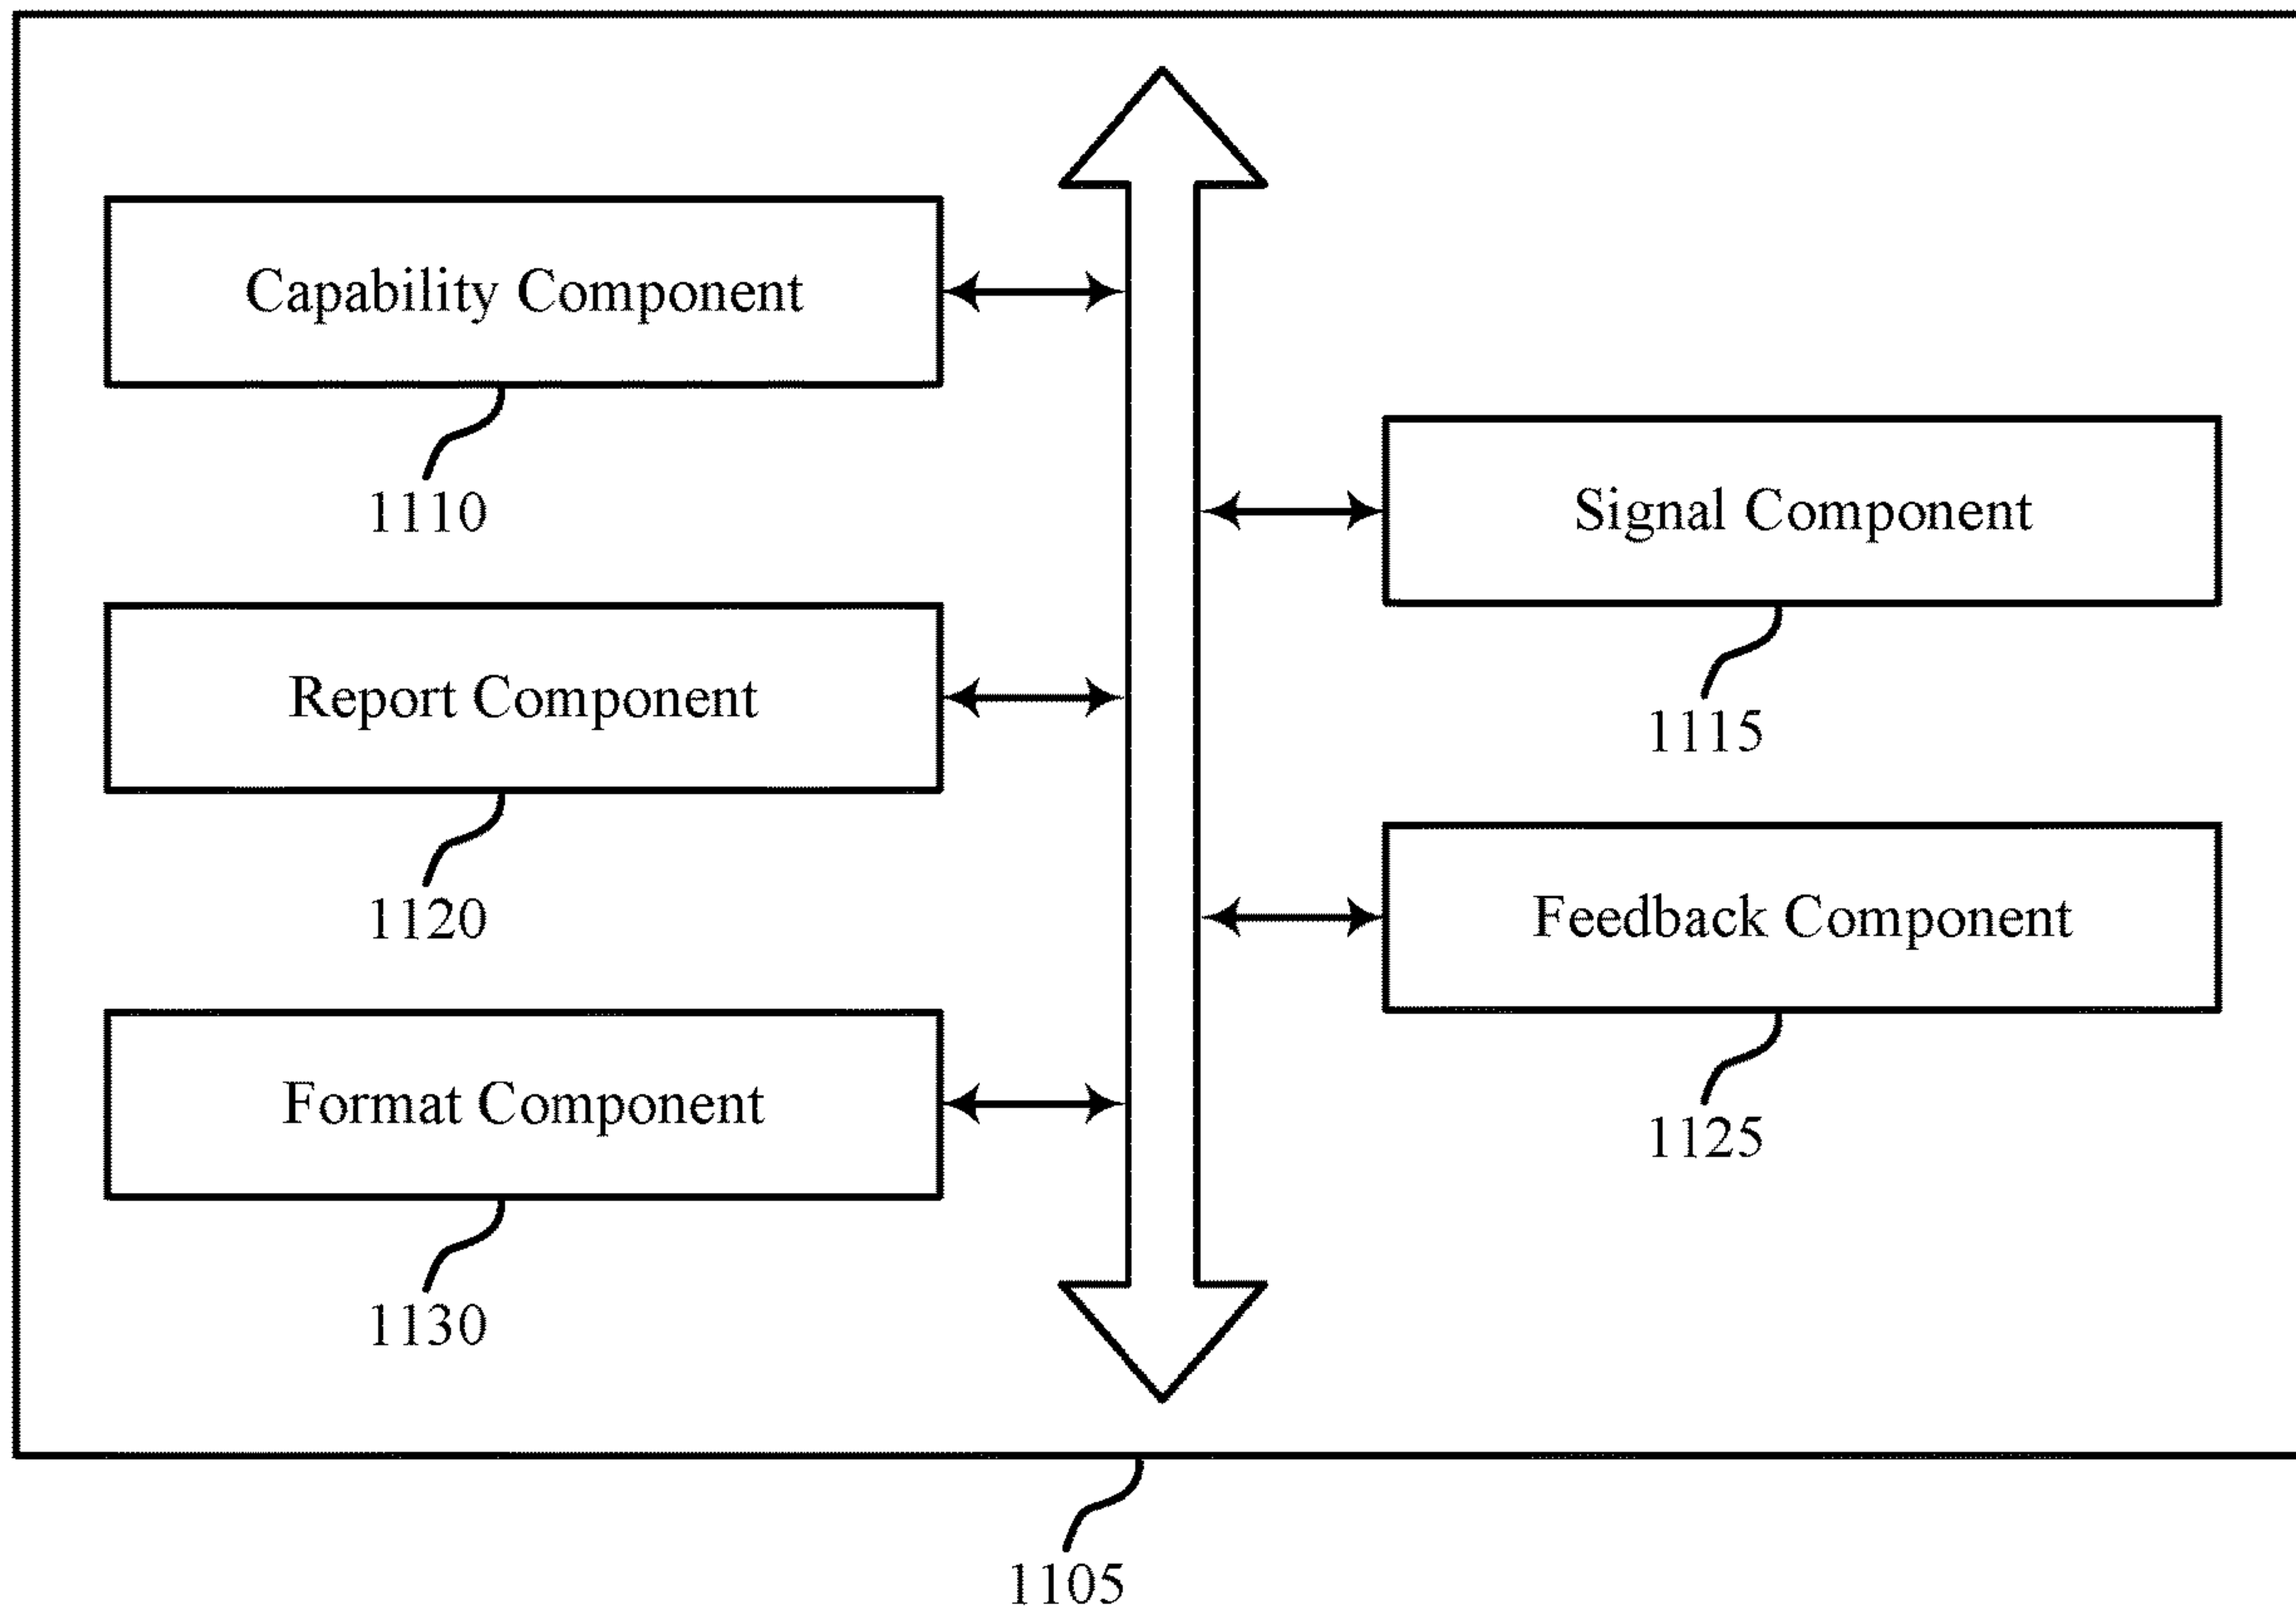 Capability Component
1110
Signal Component
1115
Report Component
1120
Feedback Component
1125
Format Component
1130
1105